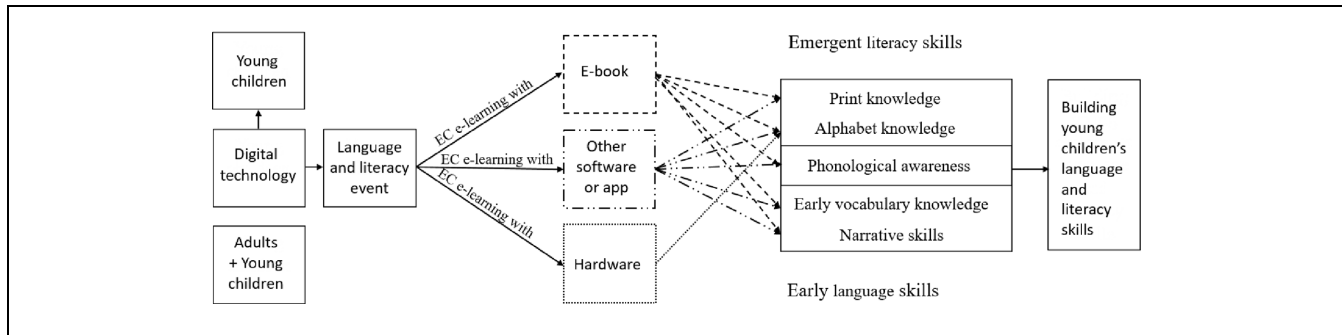 Young
children
Digital
technology
Adults
+ Young
children
Language
and literacy
event
EC e-learning with
EC e-learning with
EC e-learning with
E-book
Other
software
or app
Hardware
Emergent literacy skills
Print knowledge
Alphabet knowledge
Phonological awareness
Early vocabulary knowledge
Narrative skills
Early language skills
Building
young
children’s
language
and
literacy
skills